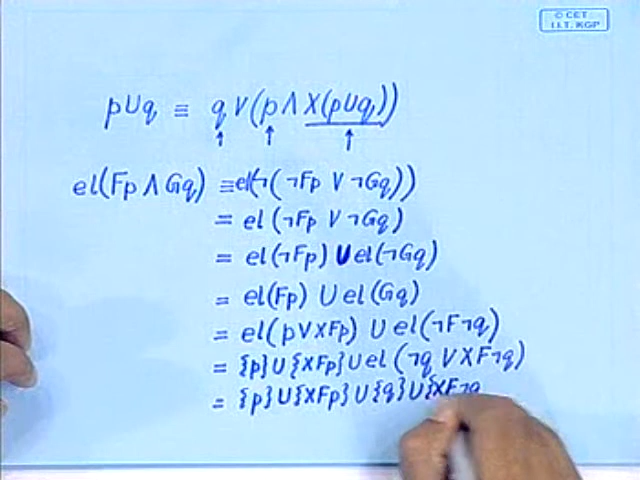 © CET
I.I.T. KGP
pUq ≡ q ∨ (p ∧ X(pUq))
el(Fp ∧ Gq) ≡ el(¬(¬Fp ∨ ¬Gq))
= el (¬Fp ∨ ¬Gq)
= el(¬Fp) ∪ el(¬Gq)
= el(Fp) ∪ el(Gq)
= el(p∨XFp) ∪ el(¬F¬q)
= {p}∪{XFp}∪el(¬q ∨ XF¬q)
= {p}∪{XFp}∪{q}∪{XF¬q